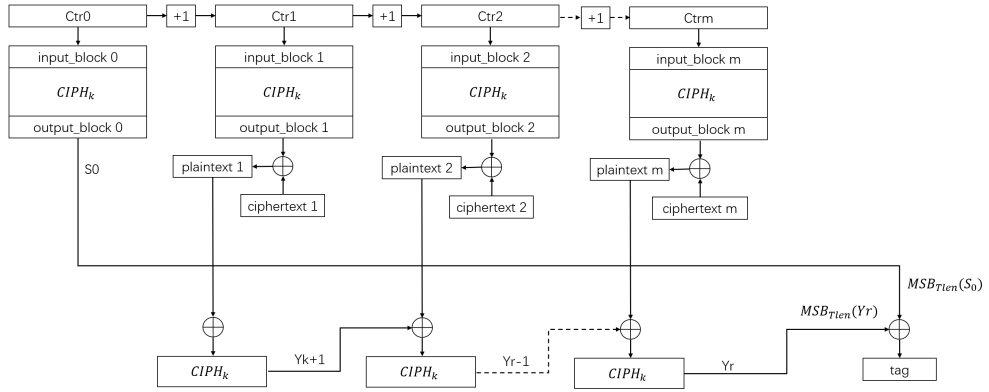 Ctr0
+1
Ctr1
+1
Ctr2
+1
Ctrm
input_block 0
input_block 1
input_block 2
input_block m
CIPHₖ
CIPHₖ
CIPHₖ
CIPHₖ
output_block 0
output_block 1
output_block 2
output_block m
S0
plaintext 1
plaintext 2
plaintext m
ciphertext 1
ciphertext 2
ciphertext m
MSB_Tlen(S₀)
MSB_Tlen(Yr)
Yk+1
Yr-1
Yr
CIPHₖ
CIPHₖ
CIPHₖ
tag